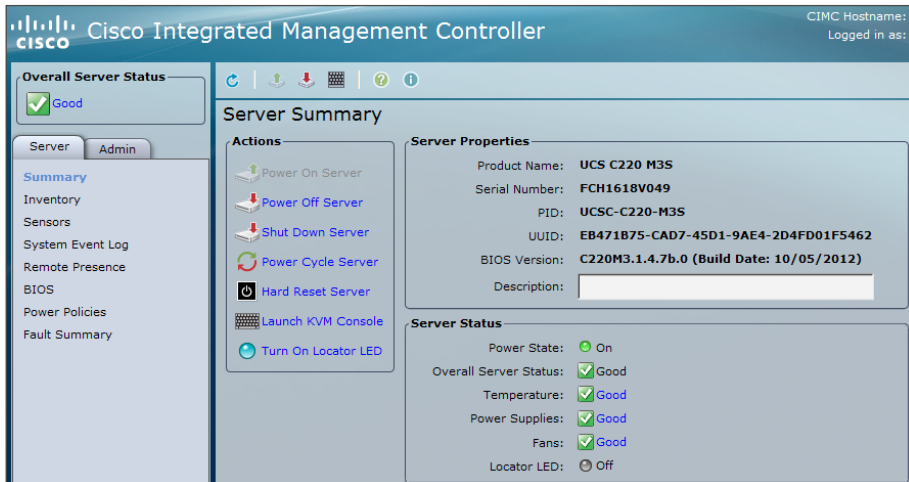 CISCO
Cisco Integrated Management Controller
CIMC Hostname:
Logged in as:
Overall Server Status
Good
Server
Admin
Summary
Inventory
Sensors
System Event Log
Remote Presence
BIOS
Power Policies
Fault Summary
Server Summary
Actions
Power On Server
Power Off Server
Shut Down Server
Power Cycle Server
Hard Reset Server
Launch KVM Console
Turn On Locator LED
Server Properties
Product Name: UCS C220 M3S
Serial Number: FCH1618V049
PID: UCSC-C220-M3S
UUID: EB471B75-CAD7-45D1-9AE4-2D4FD01F5462
BIOS Version: C220M3.1.4.7b.0 (Build Date: 10/05/2012)
Description:
Server Status
Power State: On
Overall Server Status: Good
Temperature: Good
Power Supplies: Good
Fans: Good
Locator LED: Off